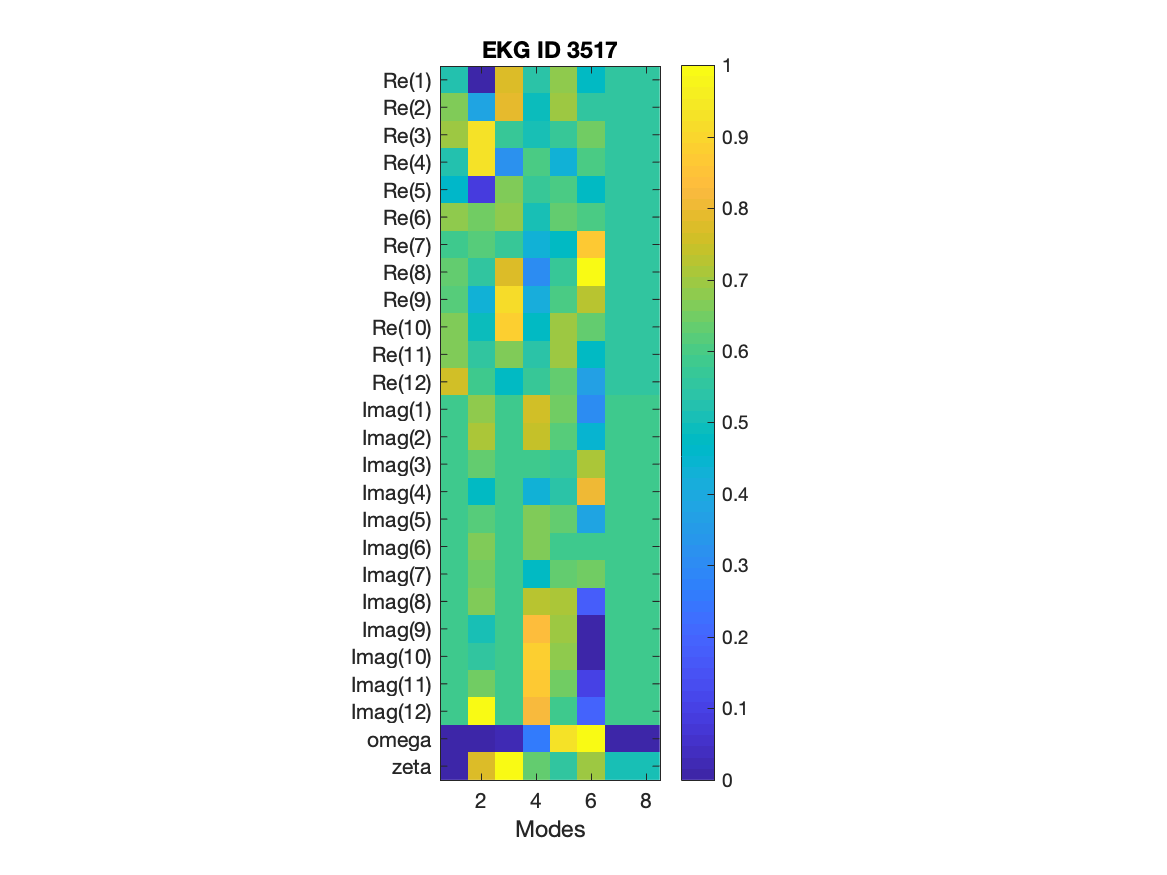 EKG ID 3517
Re(1)
Re(2)
Re(3)
Re(4)
Re(5)
Re(6)
Re(7)
Re(8)
Re(9)
Re(10)
Re(11)
Re(12)
Imag(1)
Imag(2)
Imag(3)
Imag(4)
Imag(5)
Imag(6)
Imag(7)
Imag(8)
Imag(9)
Imag(10)
Imag(11)
Imag(12)
omega
zeta
2 4 6 8
Modes
1
0.9
0.8
0.7
0.6
0.5
0.4
0.3
0.2
0.1
0